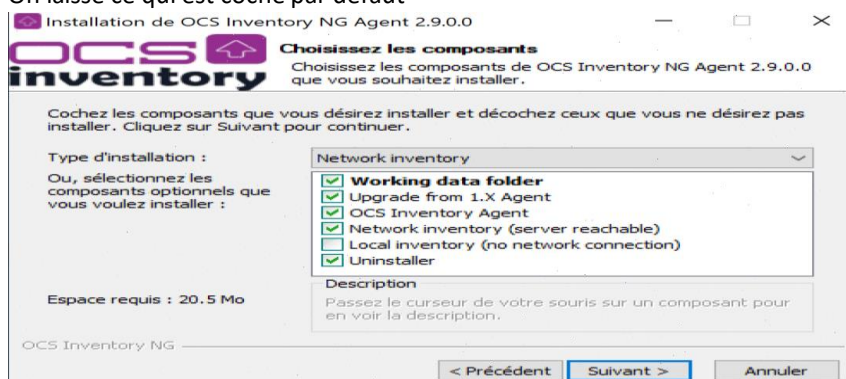 On laisse ce qui est coché par défaut
Installation de OCS Inventory NG Agent 2.9.0.0
OCS
inventory
Choisissez les composants
Choisissez les composants de OCS Inventory NG Agent 2.9.0.0
que vous souhaitez installer.
Cochez les composants que vous désirez installer et décochez ceux que vous ne désirez pas
installer. Cliquez sur Suivant pour continuer.
Type d'installation :
Network inventory
Ou, sélectionnez les
composants optionnels que
vous voulez installer :
Working data folder
Upgrade from 1.X Agent
OCS Inventory Agent
Network inventory (server reachable)
Local inventory (no network connection)
Uninstaller
Espace requis : 20.5 Mo
Description
Passez le curseur de votre souris sur un composant pour
en voir la description.
OCS Inventory NG
< Précédent
Suivant >
Annuler